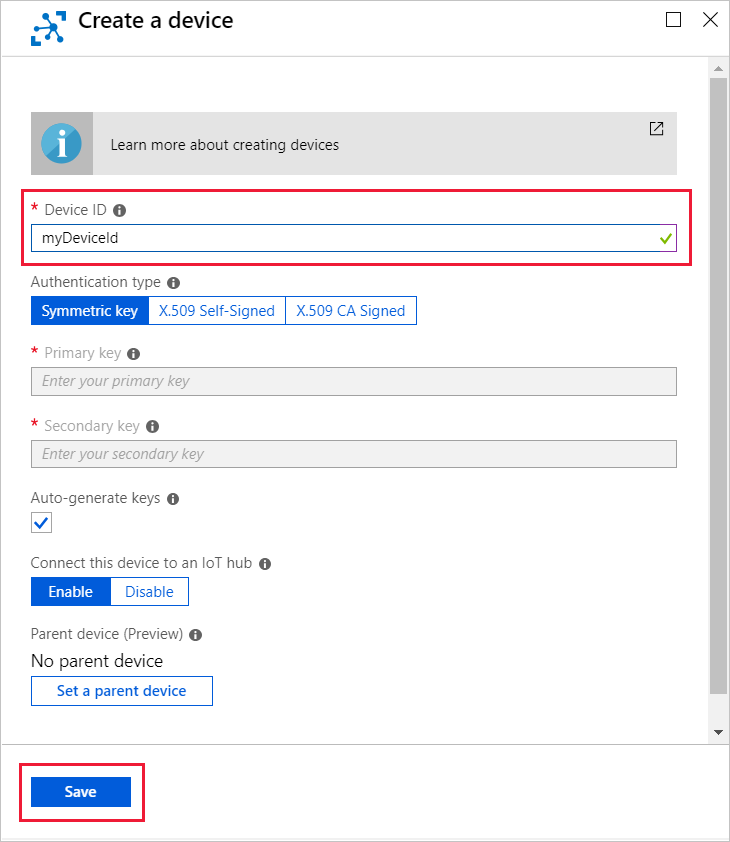 Create a device
Learn more about creating devices
* Device ID
myDeviceId
Authentication type
Symmetric key X.509 Self-Signed X.509 CA Signed
* Primary key
Enter your primary key
* Secondary key
Enter your secondary key
Auto-generate keys
Connect this device to an IoT hub
Enable Disable
Parent device (Preview)
No parent device
Set a parent device
Save